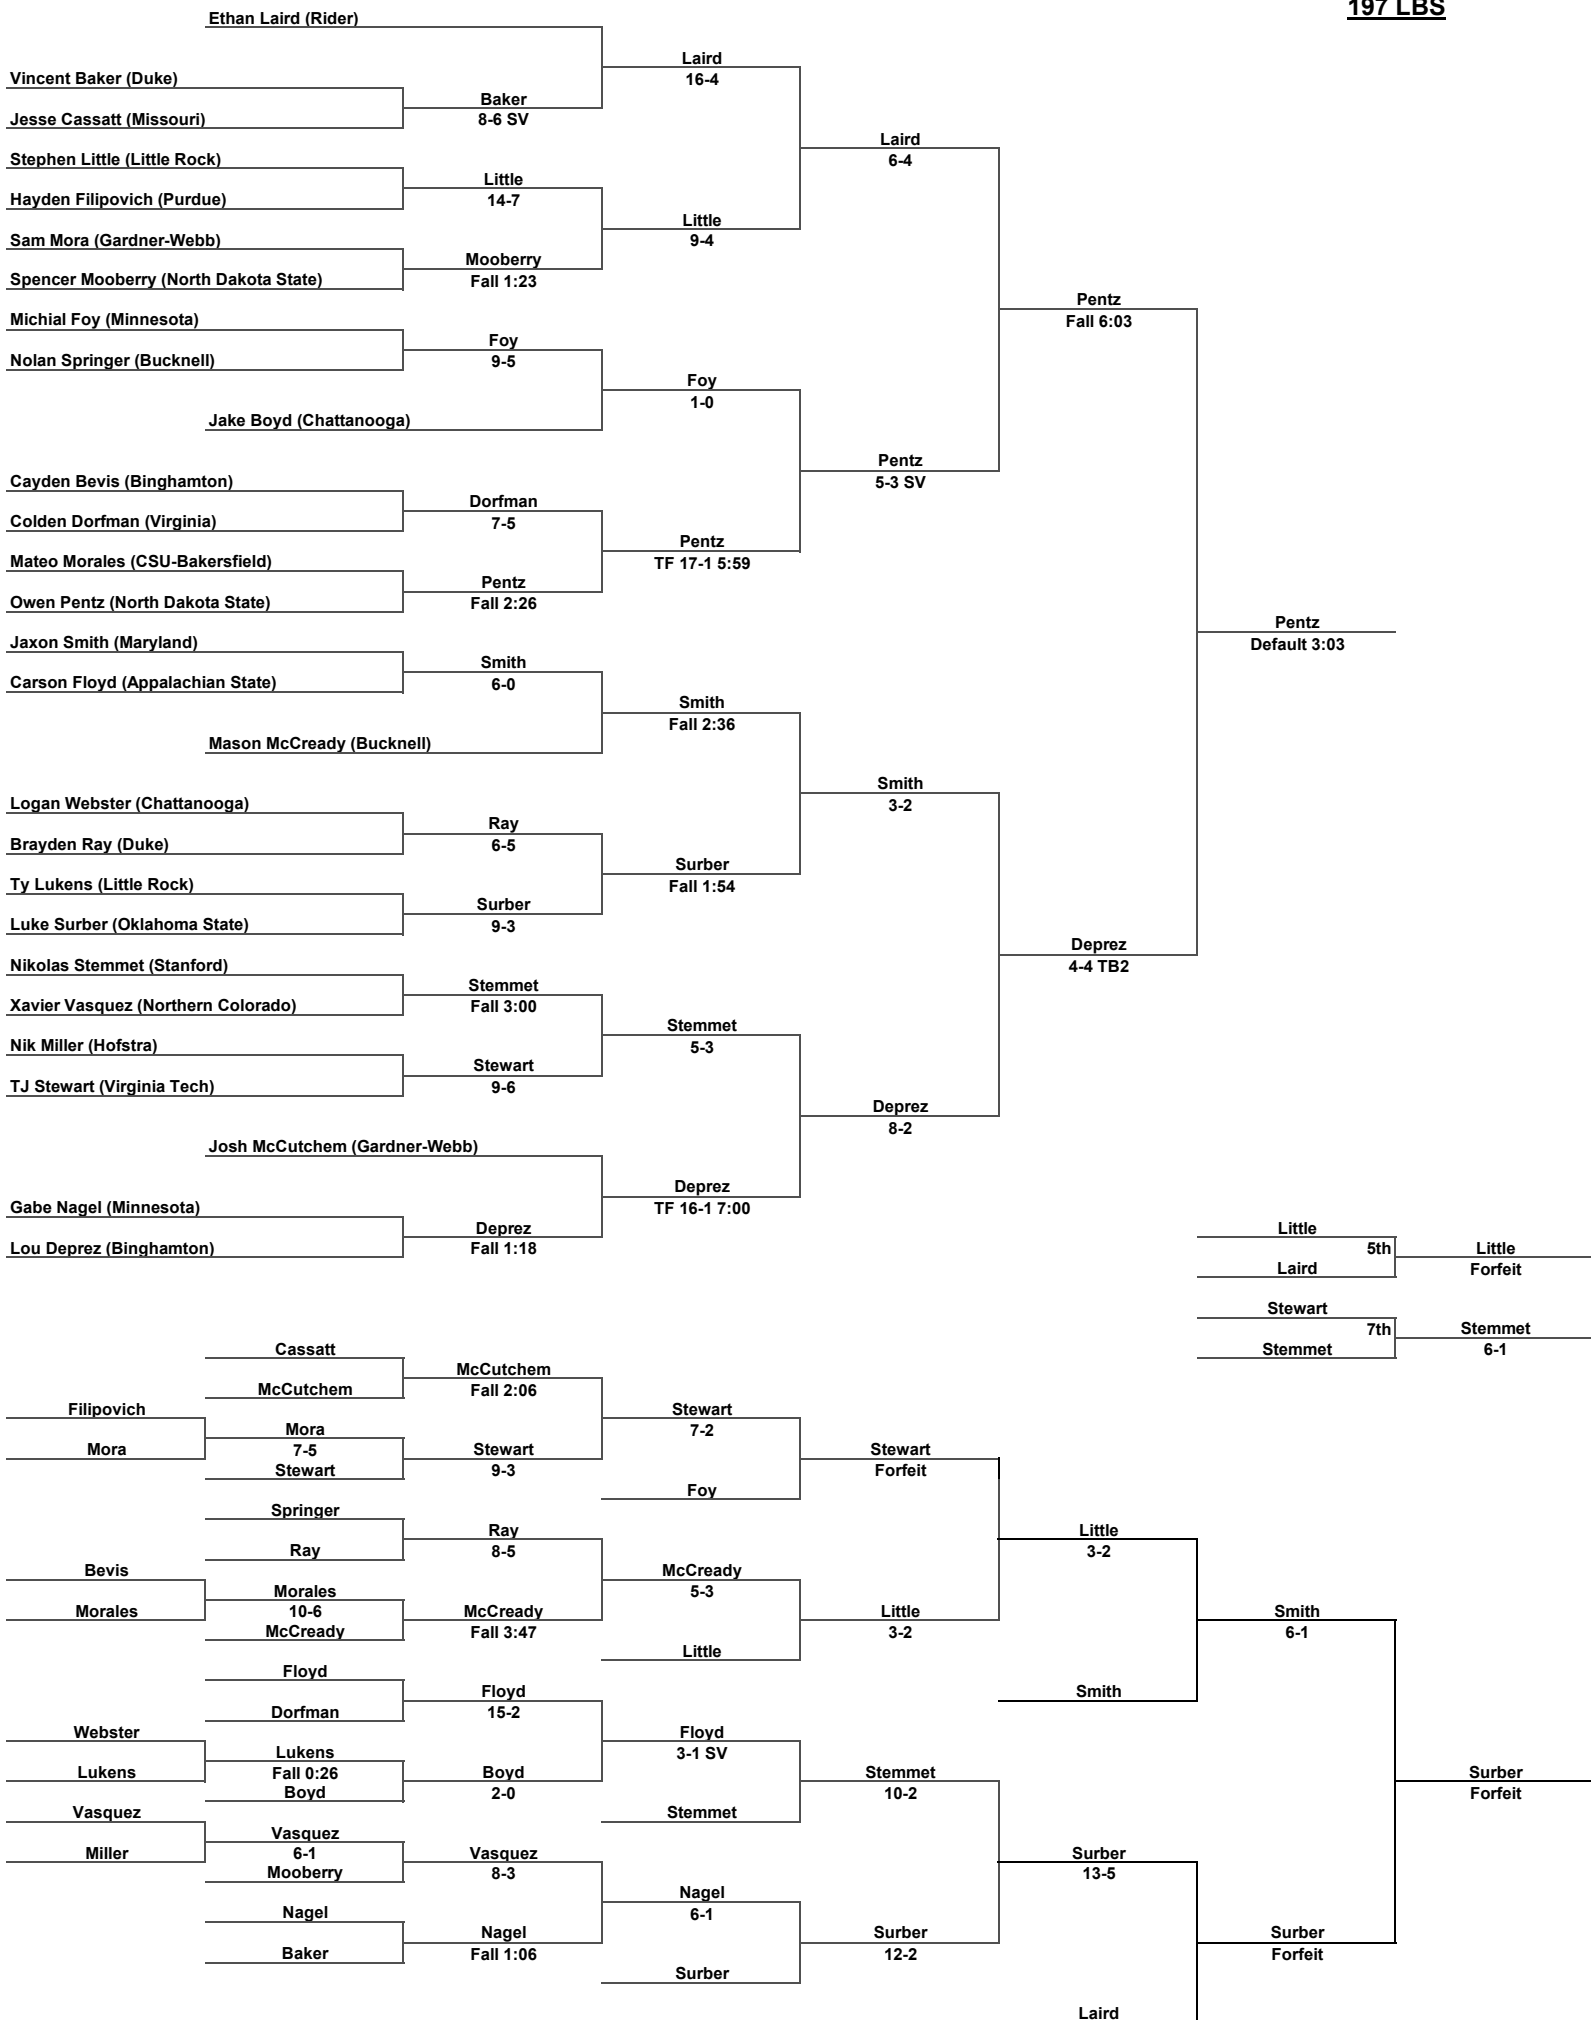 197 LBS
Ethan Laird (Rider)
Laird
16-4
Vincent Baker (Duke)
Baker
8-6 SV
Jesse Cassatt (Missouri)
Laird
6-4
Stephen Little (Little Rock)
Little
14-7
Hayden Filipovich (Purdue)
Little
9-4
Sam Mora (Gardner-Webb)
Mooberry
Fall 1:23
Spencer Mooberry (North Dakota State)
Pentz
Fall 6:03
Michial Foy (Minnesota)
Foy
9-5
Nolan Springer (Bucknell)
Foy
1-0
Jake Boyd (Chattanooga)
Pentz
5-3 SV
Cayden Bevis (Binghamton)
Dorfman
7-5
Colden Dorfman (Virginia)
Pentz
TF 17-1 5:59
Mateo Morales (CSU-Bakersfield)
Pentz
Fall 2:26
Owen Pentz (North Dakota State)
Pentz
Default 3:03
Jaxon Smith (Maryland)
Smith
6-0
Carson Floyd (Appalachian State)
Smith
Fall 2:36
Mason McCready (Bucknell)
Smith
3-2
Logan Webster (Chattanooga)
Ray
6-5
Brayden Ray (Duke)
Surber
Fall 1:54
Ty Lukens (Little Rock)
Surber
9-3
Luke Surber (Oklahoma State)
Deprez
4-4 TB2
Nikolas Stemmet (Stanford)
Stemmet
Fall 3:00
Xavier Vasquez (Northern Colorado)
Stemmet
5-3
Nik Miller (Hofstra)
Stewart
9-6
TJ Stewart (Virginia Tech)
Deprez
8-2
Josh McCutchem (Gardner-Webb)
Deprez
TF 16-1 7:00
Gabe Nagel (Minnesota)
Deprez
Fall 1:18
Lou Deprez (Binghamton)
Little
5th
Little
Forfeit
Laird
Stewart
7th
Stemmet
6-1
Stemmet
Cassatt
McCutchem
Fall 2:06
McCutchem
Filipovich
Stewart
7-2
Mora
7-5
Mora
Stewart
9-3
Stewart
Stewart
Forfeit
Foy
Springer
Ray
8-5
Ray
Little
3-2
Bevis
McCready
5-3
Morales
10-6
Morales
McCready
Fall 3:47
McCready
Little
3-2
Smith
6-1
Little
Floyd
Floyd
15-2
Smith
Dorfman
Webster
Floyd
3-1 SV
Lukens
Fall 0:26
Lukens
Boyd
2-0
Boyd
Stemmet
10-2
Surber
Forfeit
Vasquez
Stemmet
Vasquez
6-1
Miller
Vasquez
8-3
Mooberry
Surber
13-5
Nagel
6-1
Nagel
Nagel
Fall 1:06
Baker
Surber
12-2
Surber
Forfeit
Surber
Laird